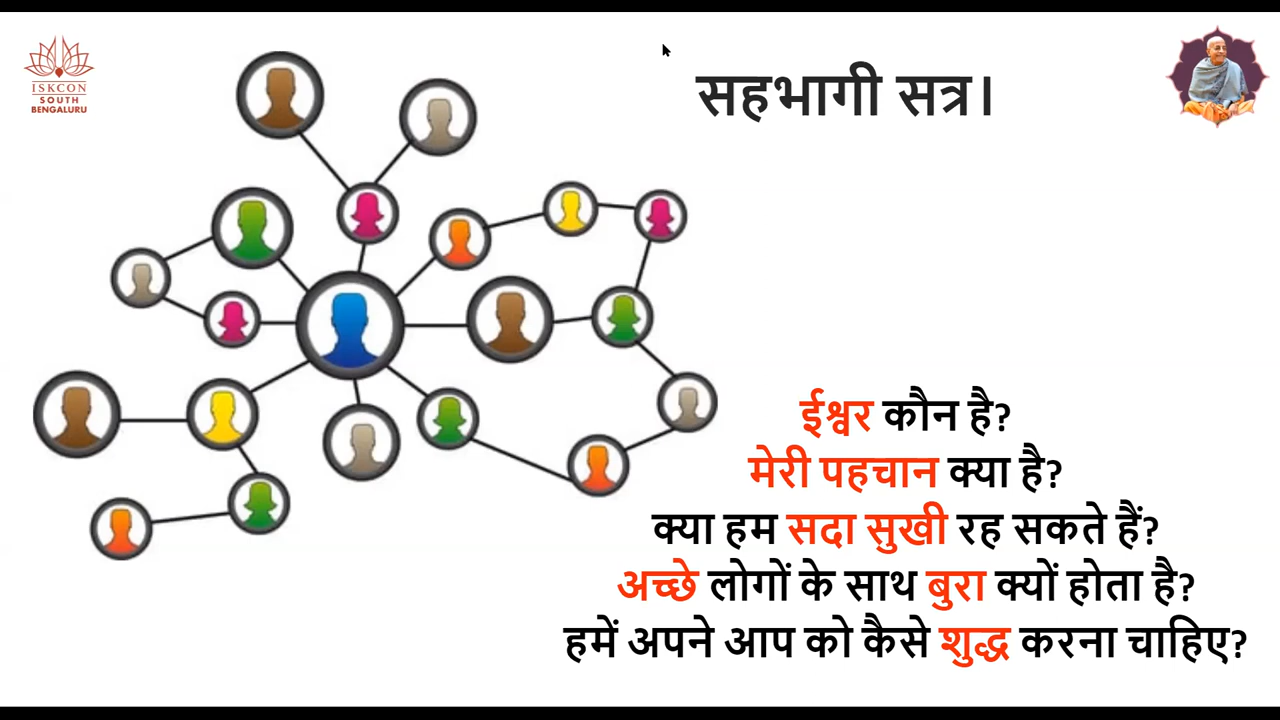 ISKCON
SOUTH
BENGALURU
सहभागी सत्र।
ईश्वर कौन है?
मेरी पहचान क्या है?
क्या हम सदा सुखी रह सकते हैं?
अच्छे लोगों के साथ बुरा क्यों होता है?
हमें अपने आप को कैसे शुद्ध करना चाहिए?